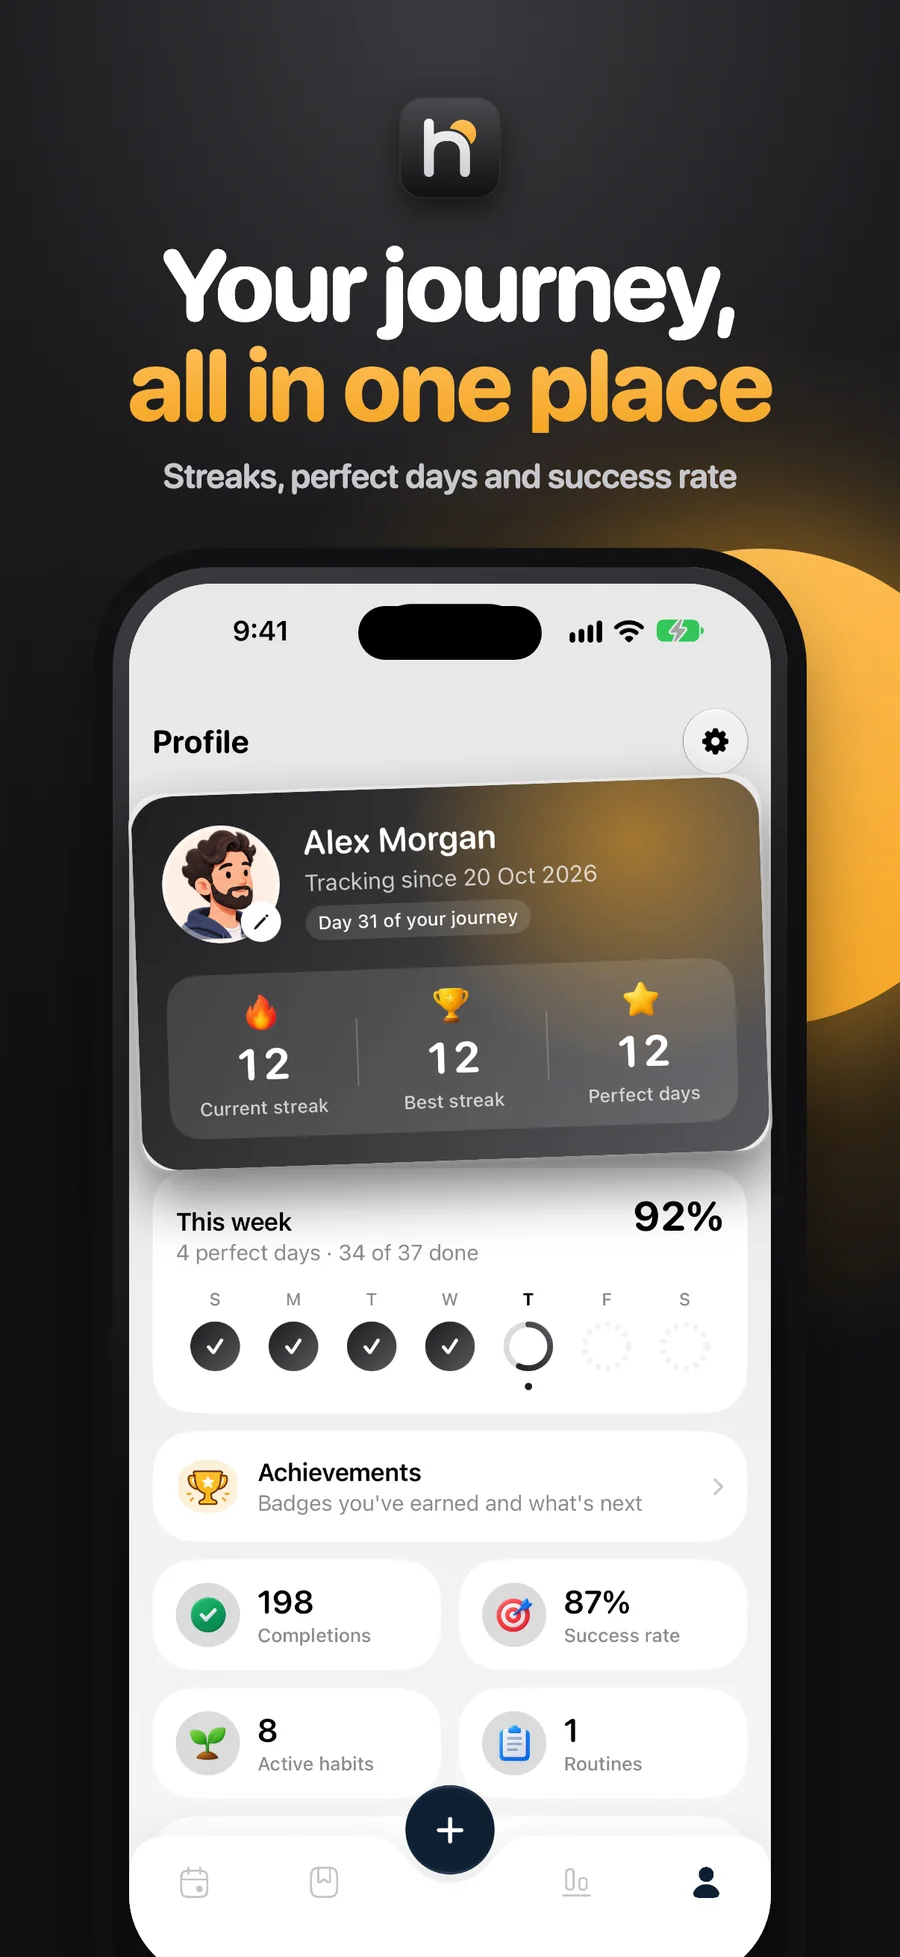 h
Your journey,
all in one place
Streaks, perfect days and success rate
9:41
Profile
Alex Morgan
Tracking since 20 Oct 2026
Day 31 of your journey
12
Current streak
12
Best streak
12
Perfect days
This week
92%
4 perfect days · 34 of 37 done
S M T W T F S
Achievements
Badges you've earned and what's next
198
Completions
87%
Success rate
8
Active habits
1
Routines